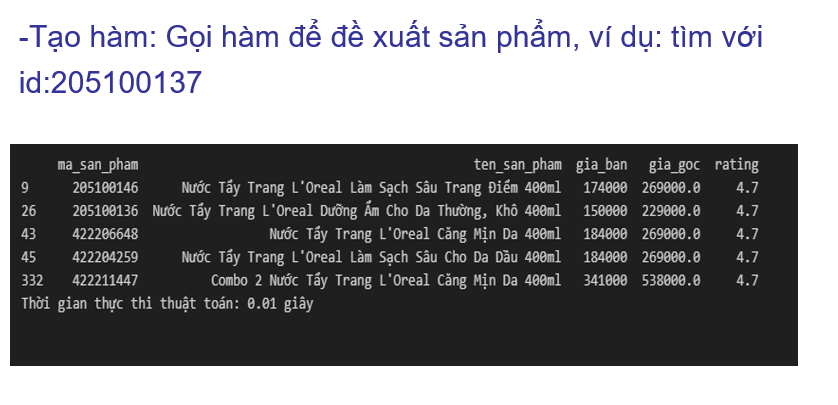 -Tạo hàm: Gọi hàm để đề xuất sản phẩm, ví dụ: tìm với
id:205100137
ma_san_pham ten_san_pham gia_ban gia_goc rating
9 205100146 Nước Tẩy Trang L'Oreal Làm Sạch Sâu Trang Điểm 400ml 174000 269000.0 4.7
26 205100136 Nước Tẩy Trang L'Oreal Dưỡng Ẩm Cho Da Thường, Khô 400ml 150000 229000.0 4.7
43 422206648 Nước Tẩy Trang L'Oreal Căng Mịn Da 400ml 184000 269000.0 4.7
45 422204259 Nước Tẩy Trang L'Oreal Làm Sạch Sâu Cho Da Dầu 400ml 184000 269000.0 4.7
332 422211447 Combo 2 Nước Tẩy Trang L'Oreal Căng Mịn Da 400ml 341000 538000.0 4.7
Thời gian thực thi thuật toán: 0.01 giây